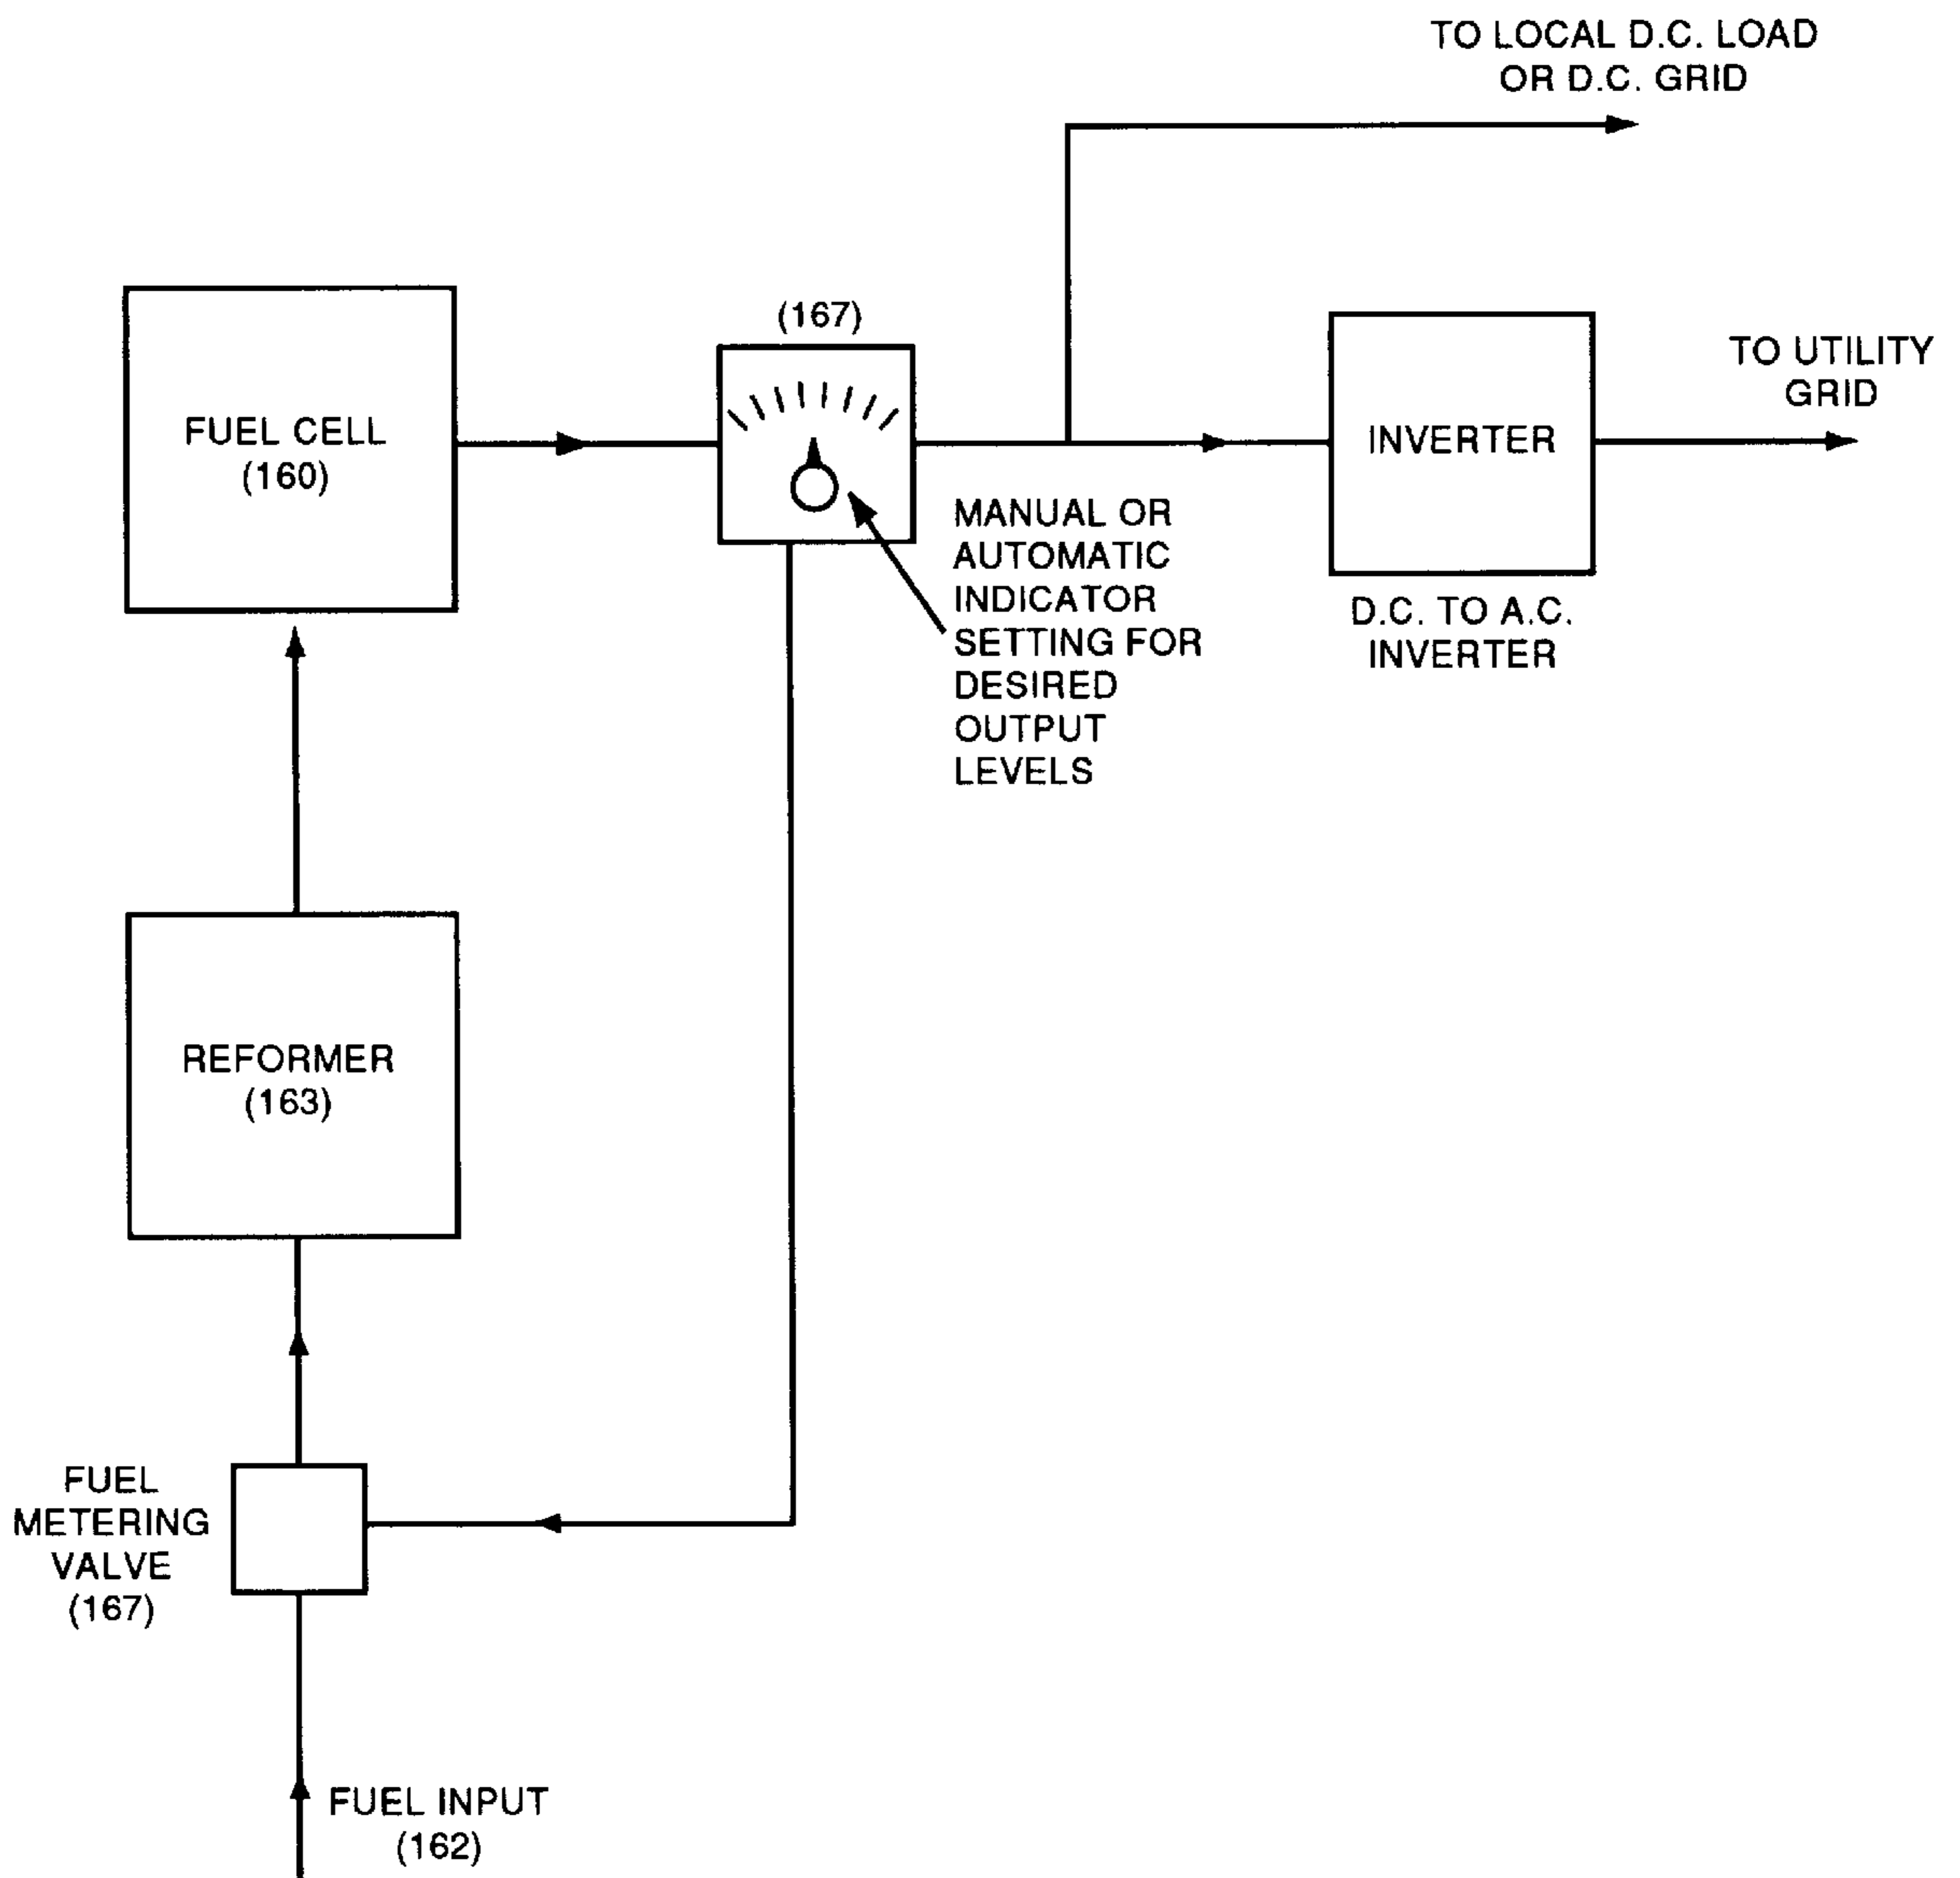 TO LOCAL D.C. LOAD
OR D.C. GRID
(167)
TO UTILITY
GRID
FUEL CELL
(160)
INVERTER
MANUAL OR
AUTOMATIC
INDICATOR
SETTING FOR
DESIRED
OUTPUT
LEVELS
D.C. TO A.C.
INVERTER
REFORMER
(163)
FUEL
METERING
VALVE
(167)
FUEL INPUT
(162)